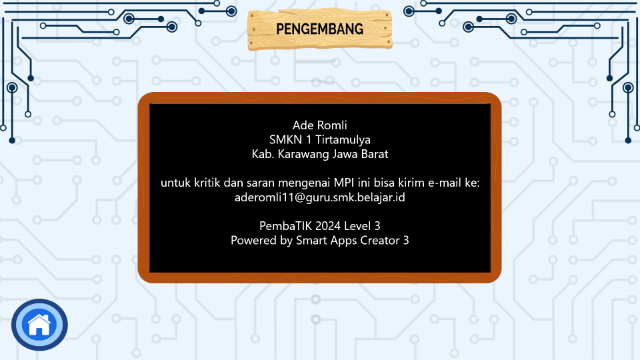 PENGEMBANG
Ade Romli
SMKN 1 Tirtamulya
Kab. Karawang Jawa Barat
untuk kritik dan saran mengenai MPI ini bisa kirim e-mail ke:
aderomli11@guru.smk.belajar.id
PembaTIK 2024 Level 3
Powered by Smart Apps Creator 3